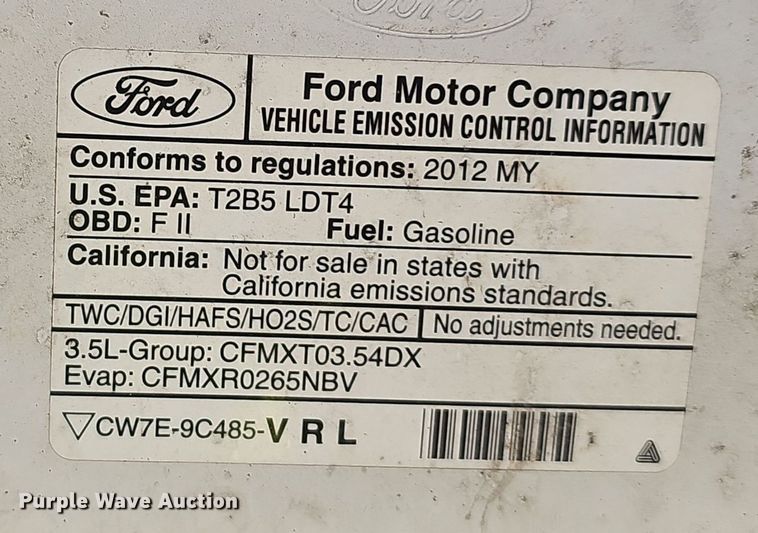 Ford
Ford
Ford Motor Company
VEHICLE EMISSION CONTROL INFORMATION
Conforms to regulations: 2012 MY
U.S. EPA: T2B5 LDT4
OBD: F II Fuel: Gasoline
California: Not for sale in states with
California emissions standards.
TWC/DGI/HAFS/HO2S/TC/CAC No adjustments needed.
3.5L-Group: CFMXT03.54DX
Evap: CFMXR0265NBV
CW7E-9C485-V R L
Purple Wave Auction